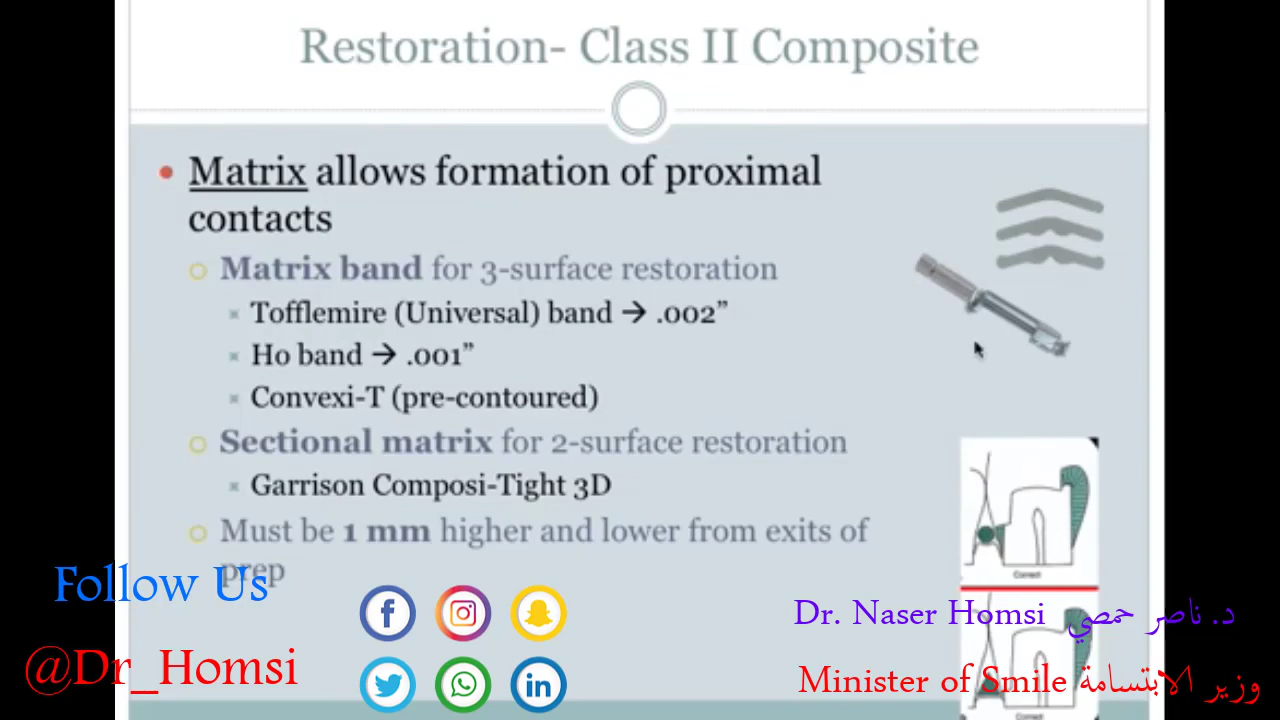 Restoration- Class II Composite
Matrix allows formation of proximal
contacts
Matrix band for 3-surface restoration
Tofflemire (Universal) band → .002”
Ho band → .001”
Convexi-T (pre-contoured)
Sectional matrix for 2-surface restoration
Garrison Composi-Tight 3D
Must be 1 mm higher and lower from exits of
prep
Correct
Follow Us
@Dr_Homsi
Dr. Naser Homsi د. ناصر حمصي
Minister of Smile وزير الابتسامة
Correct